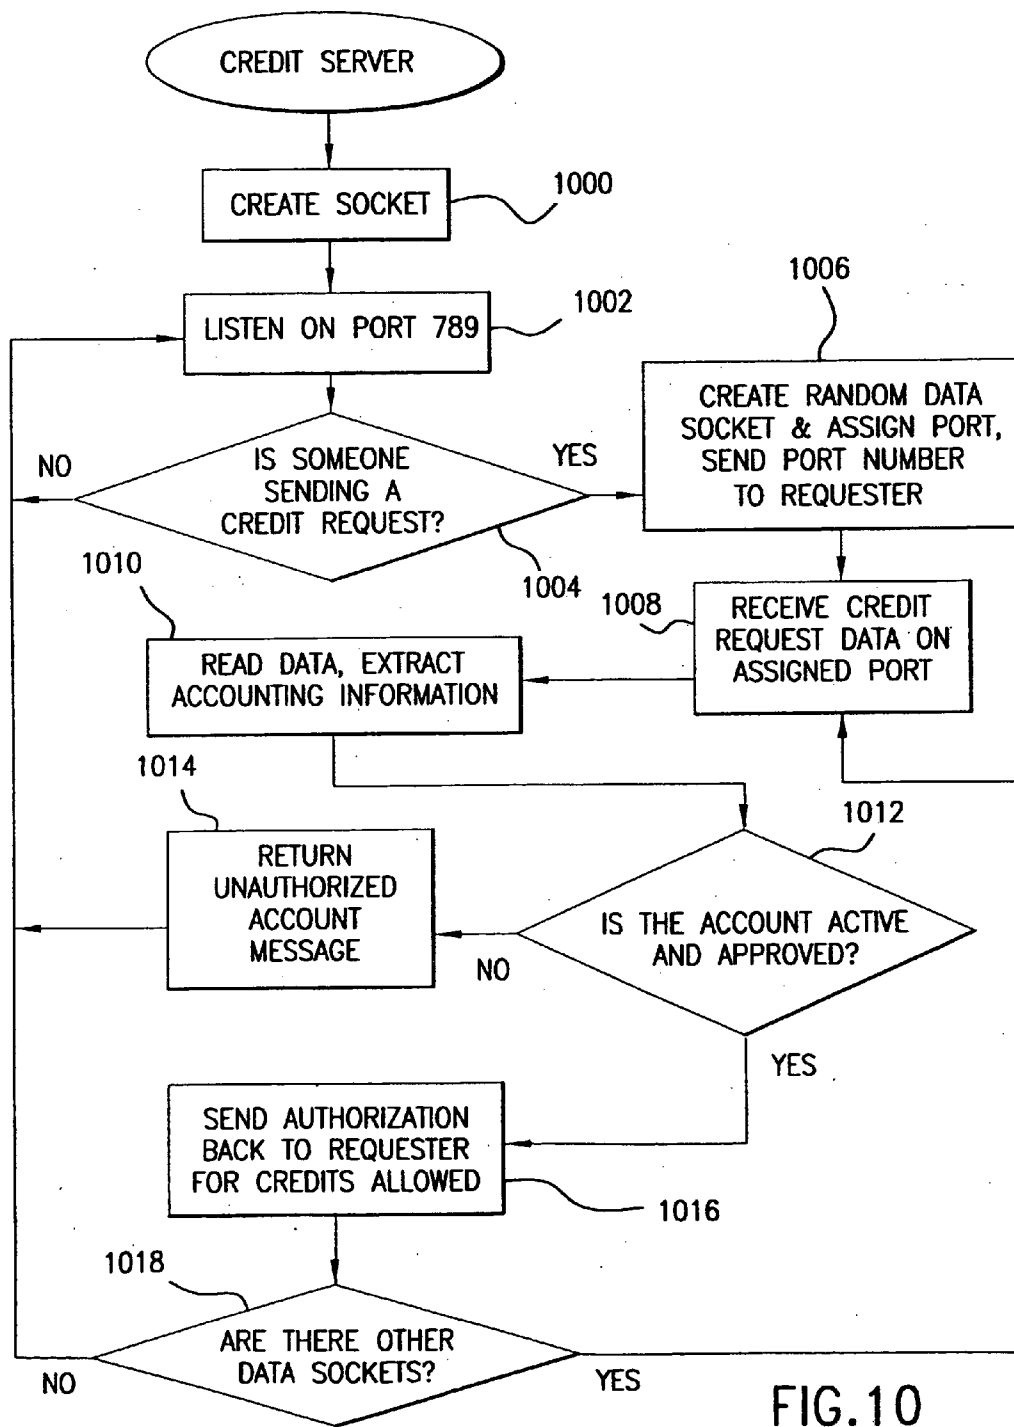 CREDIT SERVER
CREATE SOCKET
1000
LISTEN ON PORT 789
1002
1006
CREATE RANDOM DATA
SOCKET & ASSIGN PORT,
SEND PORT NUMBER
TO REQUESTER
NO
IS SOMEONE
SENDING A
CREDIT REQUEST?
YES
1004
1008
RECEIVE CREDIT
REQUEST DATA ON
ASSIGNED PORT
1010
READ DATA, EXTRACT
ACCOUNTING INFORMATION
1014
RETURN
UNAUTHORIZED
ACCOUNT
MESSAGE
1012
IS THE ACCOUNT ACTIVE
AND APPROVED?
NO
YES
SEND AUTHORIZATION
BACK TO REQUESTER
FOR CREDITS ALLOWED
1016
1018
ARE THERE OTHER
DATA SOCKETS?
NO
YES
FIG.10